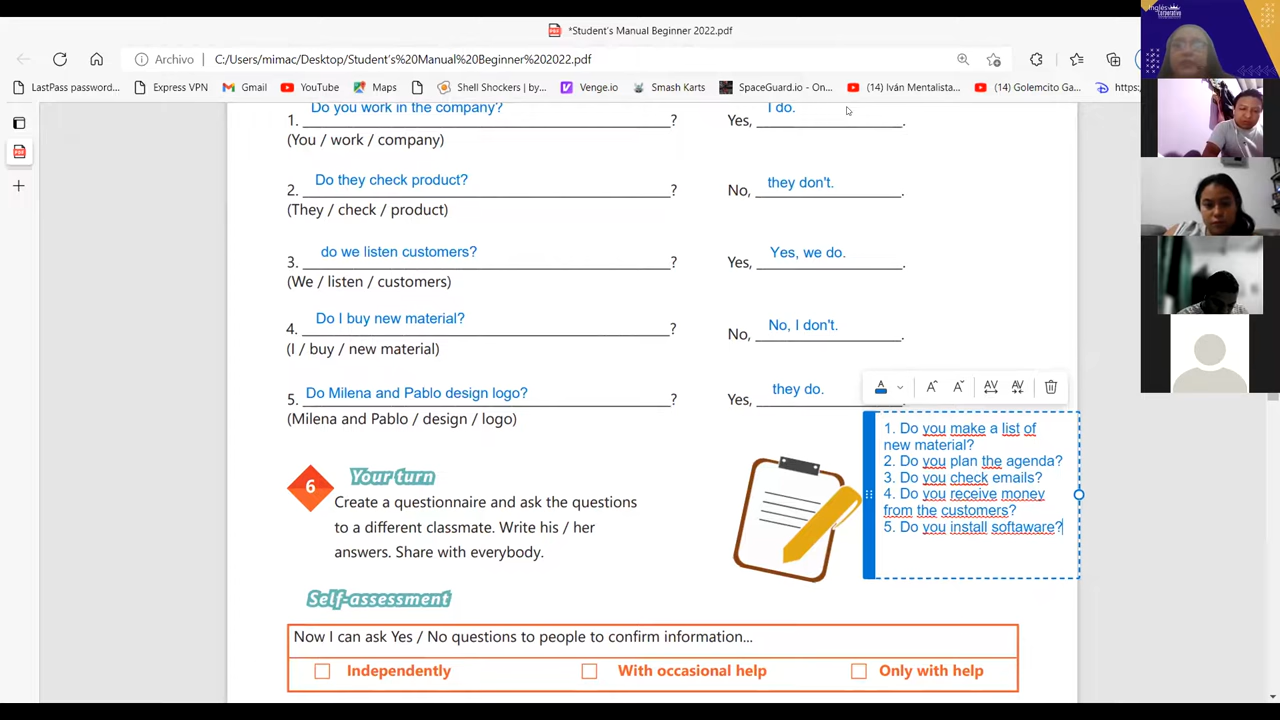 *Student's Manual Beginner 2022.pdf
Archivo C:/Users/mimac/Desktop/Student's%20Manual%20Beginner%202022.pdf
LastPass password... Express VPN Gmail YouTube Maps Shell Shockers | by... Venge.io Smash Karts SpaceGuard.io - On... (14) Iván Mentalista... (14) Golemcito Ga... https:
Do you work in the company? I do.
1. ? Yes, .
(You / work / company)
Do they check product? they don't.
2. ? No, .
(They / check / product)
do we listen customers? Yes, we do.
3. ? Yes, .
(We / listen / customers)
Do I buy new material? No, I don't.
4. ? No, .
(I / buy / new material)
Do Milena and Pablo design logo? they do.
5. ? Yes, .
(Milena and Pablo / design / logo)
1. Do you make a list of
new material?
2. Do you plan the agenda?
3. Do you check emails?
4. Do you receive money
from the customers?
5. Do you install softaware?
6 Your turn
Create a questionnaire and ask the questions
to a different classmate. Write his / her
answers. Share with everybody.
Self-assessment
Now I can ask Yes / No questions to people to confirm information...
Independently With occasional help Only with help